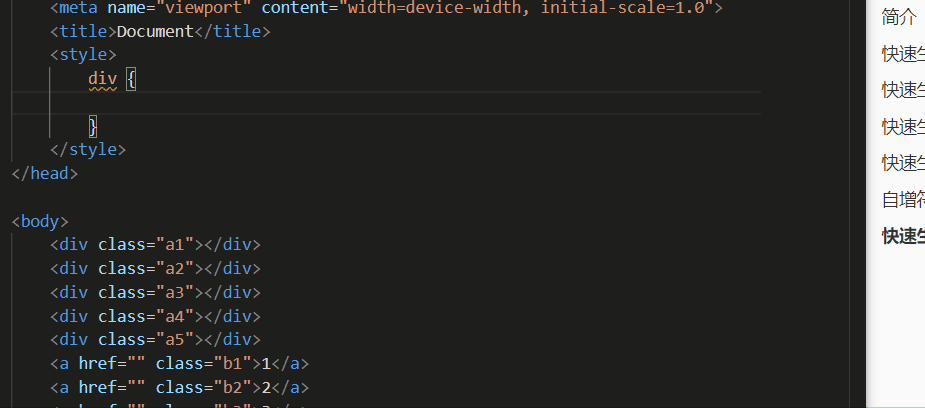 <meta name="viewport" content="width=device-width, initial-scale=1.0">
<title>Document</title>
<style>
div {
}
</style>
</head>
<body>
<div class="a1"></div>
<div class="a2"></div>
<div class="a3"></div>
<div class="a4"></div>
<div class="a5"></div>
<a href="" class="b1">1</a>
<a href="" class="b2">2</a>
简介
快速生
快速生
快速生
快速生
自增符
快速生